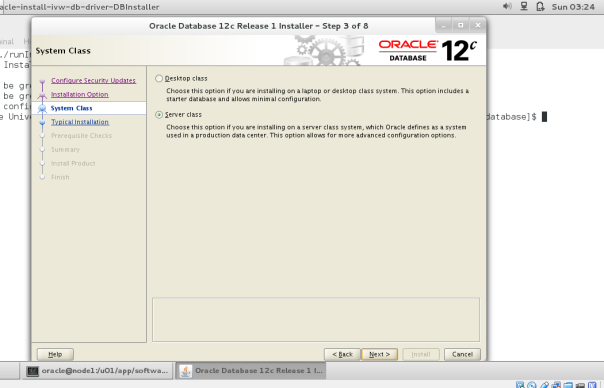 acle-install-ivw-db-driver-DBInstaller
Sun 03:24
Oracle Database 12c Release 1 Installer - Step 3 of 8
System Class
ORACLE
DATABASE 12c
./runI
Insta
be gr
be gr
confi
e Univ
database]$
Configure Security Updates
Installation Option
System Class
Typical Installation
Prerequisite Checks
Summary
Install Product
Finish
Desktop class
Choose this option if you are installing on a laptop or desktop class system. This option includes a
starter database and allows minimal configuration.
Server class
Choose this option if you are installing on a server class system, which Oracle defines as a system
used in a production data center. This option allows for more advanced configuration options.
Help
< Back
Next >
Install
Cancel
oracle@node1:/u01/app/softwa...
Oracle Database 12c Release 1 I...